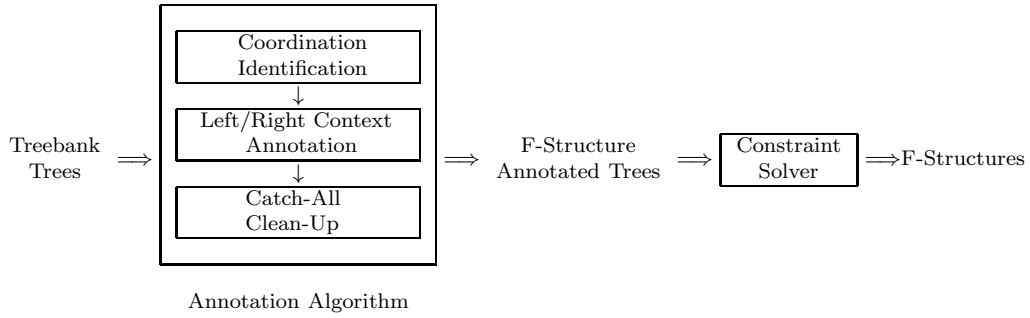 Coordination
Identification
↓
Left/Right Context
Annotation
↓
Catch-All
Clean-Up
Treebank
Trees
⟹
⟹
F-Structure
Annotated Trees
⟹
Constraint
Solver
⟹F-Structures
Annotation Algorithm